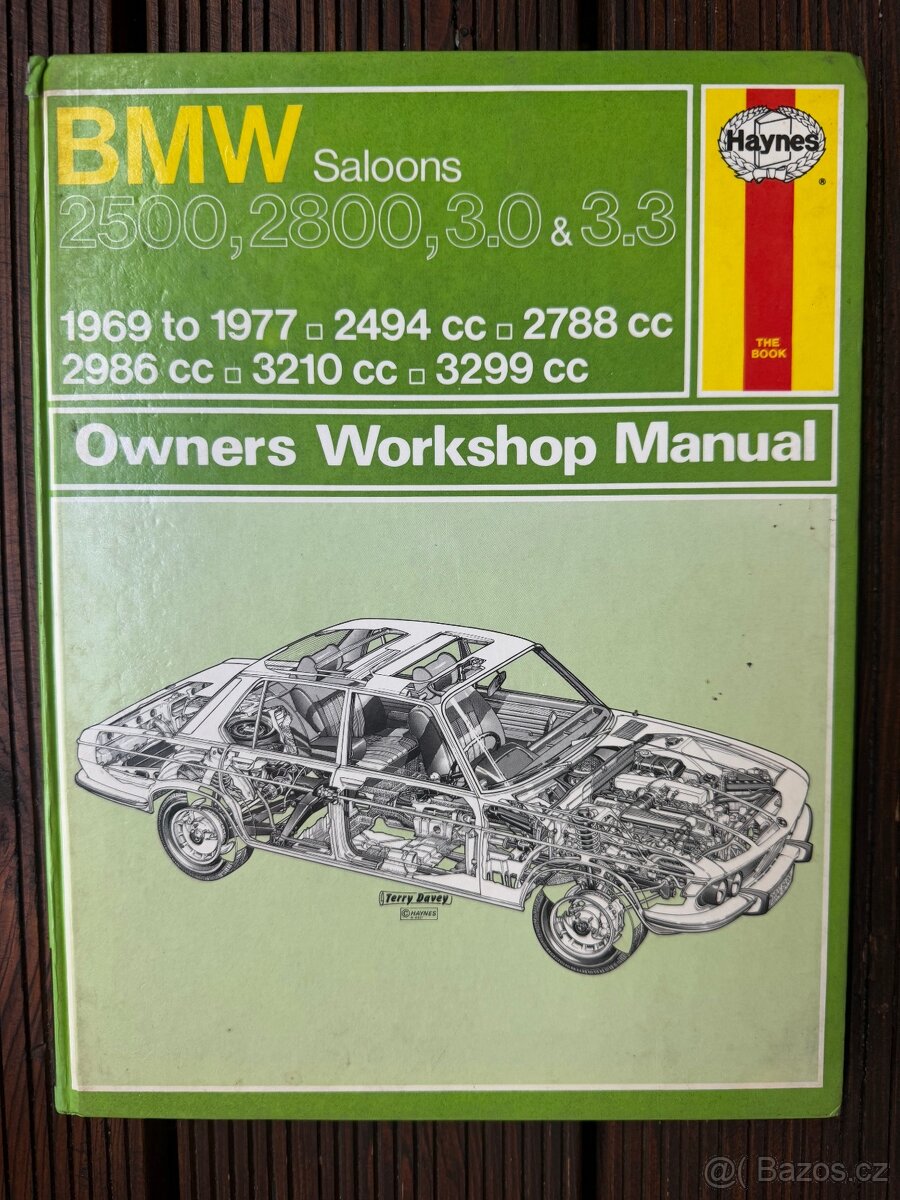 BMW Saloons
2500, 2800, 3.0 & 3.3
1969 to 1977 □ 2494 cc □ 2788 cc
2986 cc □ 3210 cc □ 3299 cc
Haynes
®
THE
BOOK
Owners Workshop Manual
Terry Davey
© HAYNES
@( Bazos.cz